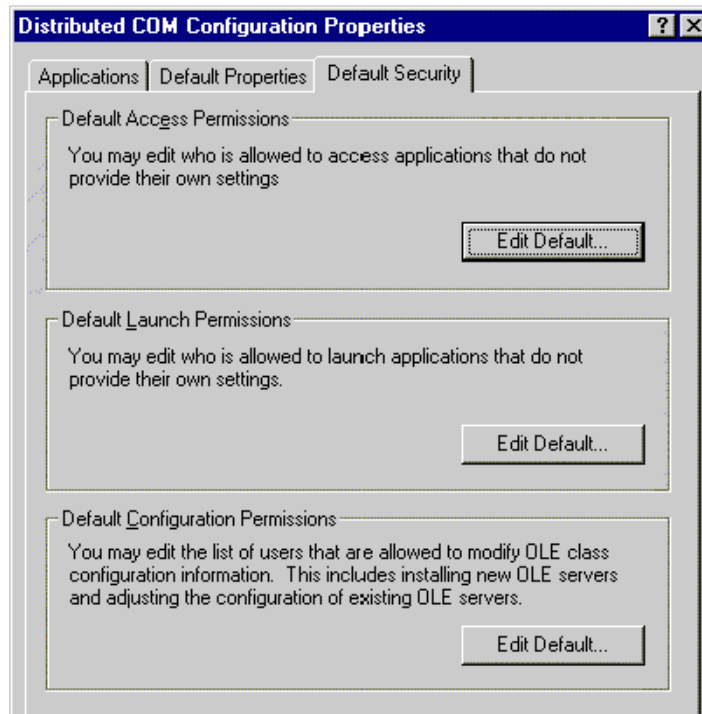 Distributed COM Configuration Properties
Applications Default Properties Default Security
Default Access Permissions
You may edit who is allowed to access applications that do not
provide their own settings
Edit Default...
Default Launch Permissions
You may edit who is allowed to launch applications that do not
provide their own settings.
Edit Default...
Default Configuration Permissions
You may edit the list of users that are allowed to modify OLE class
configuration information. This includes installing new OLE servers
and adjusting the configuration of existing OLE servers.
Edit Default...